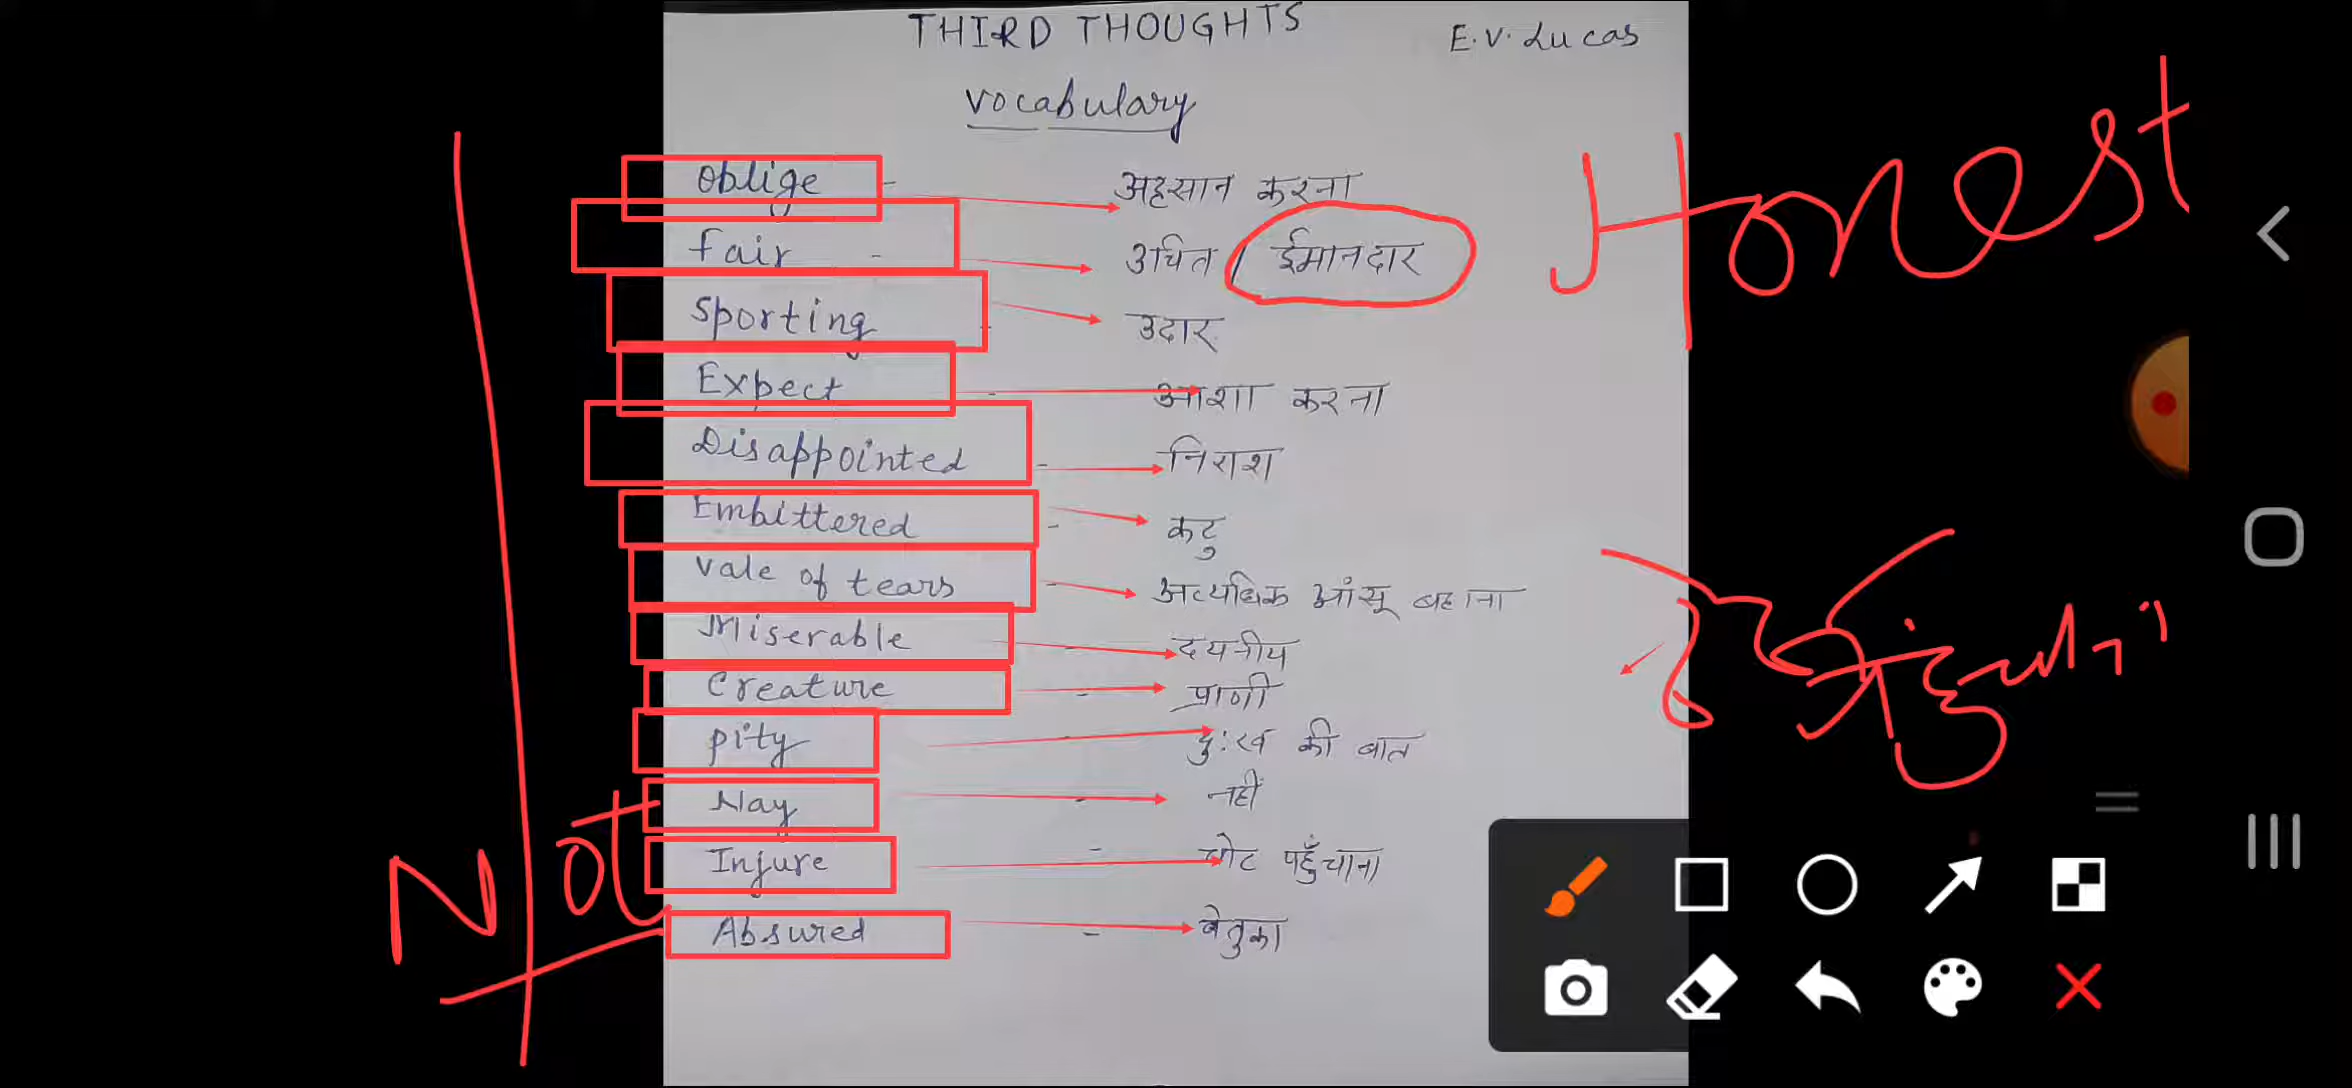 THIRD THOUGHTS
E.V. Lucas
Vocabulary
Oblige - अहसान करना
fair - उचित / ईमानदार
Honest
Sporting - उदार
Expect - आशा करना
Disappointed - निराश
Embittered - कटु
Vale of tears - अत्यधिक आंसू बहाना
Miserable - दयनीय
Creature - प्राणी
pity - दुःख की बात
Nay - नहीं
Not
Injure - चोट पहुँचाना
Absured - बेतुका